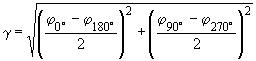 γ = √((φ0° − φ180°)/2)² + ((φ90° − φ270°)/2)²